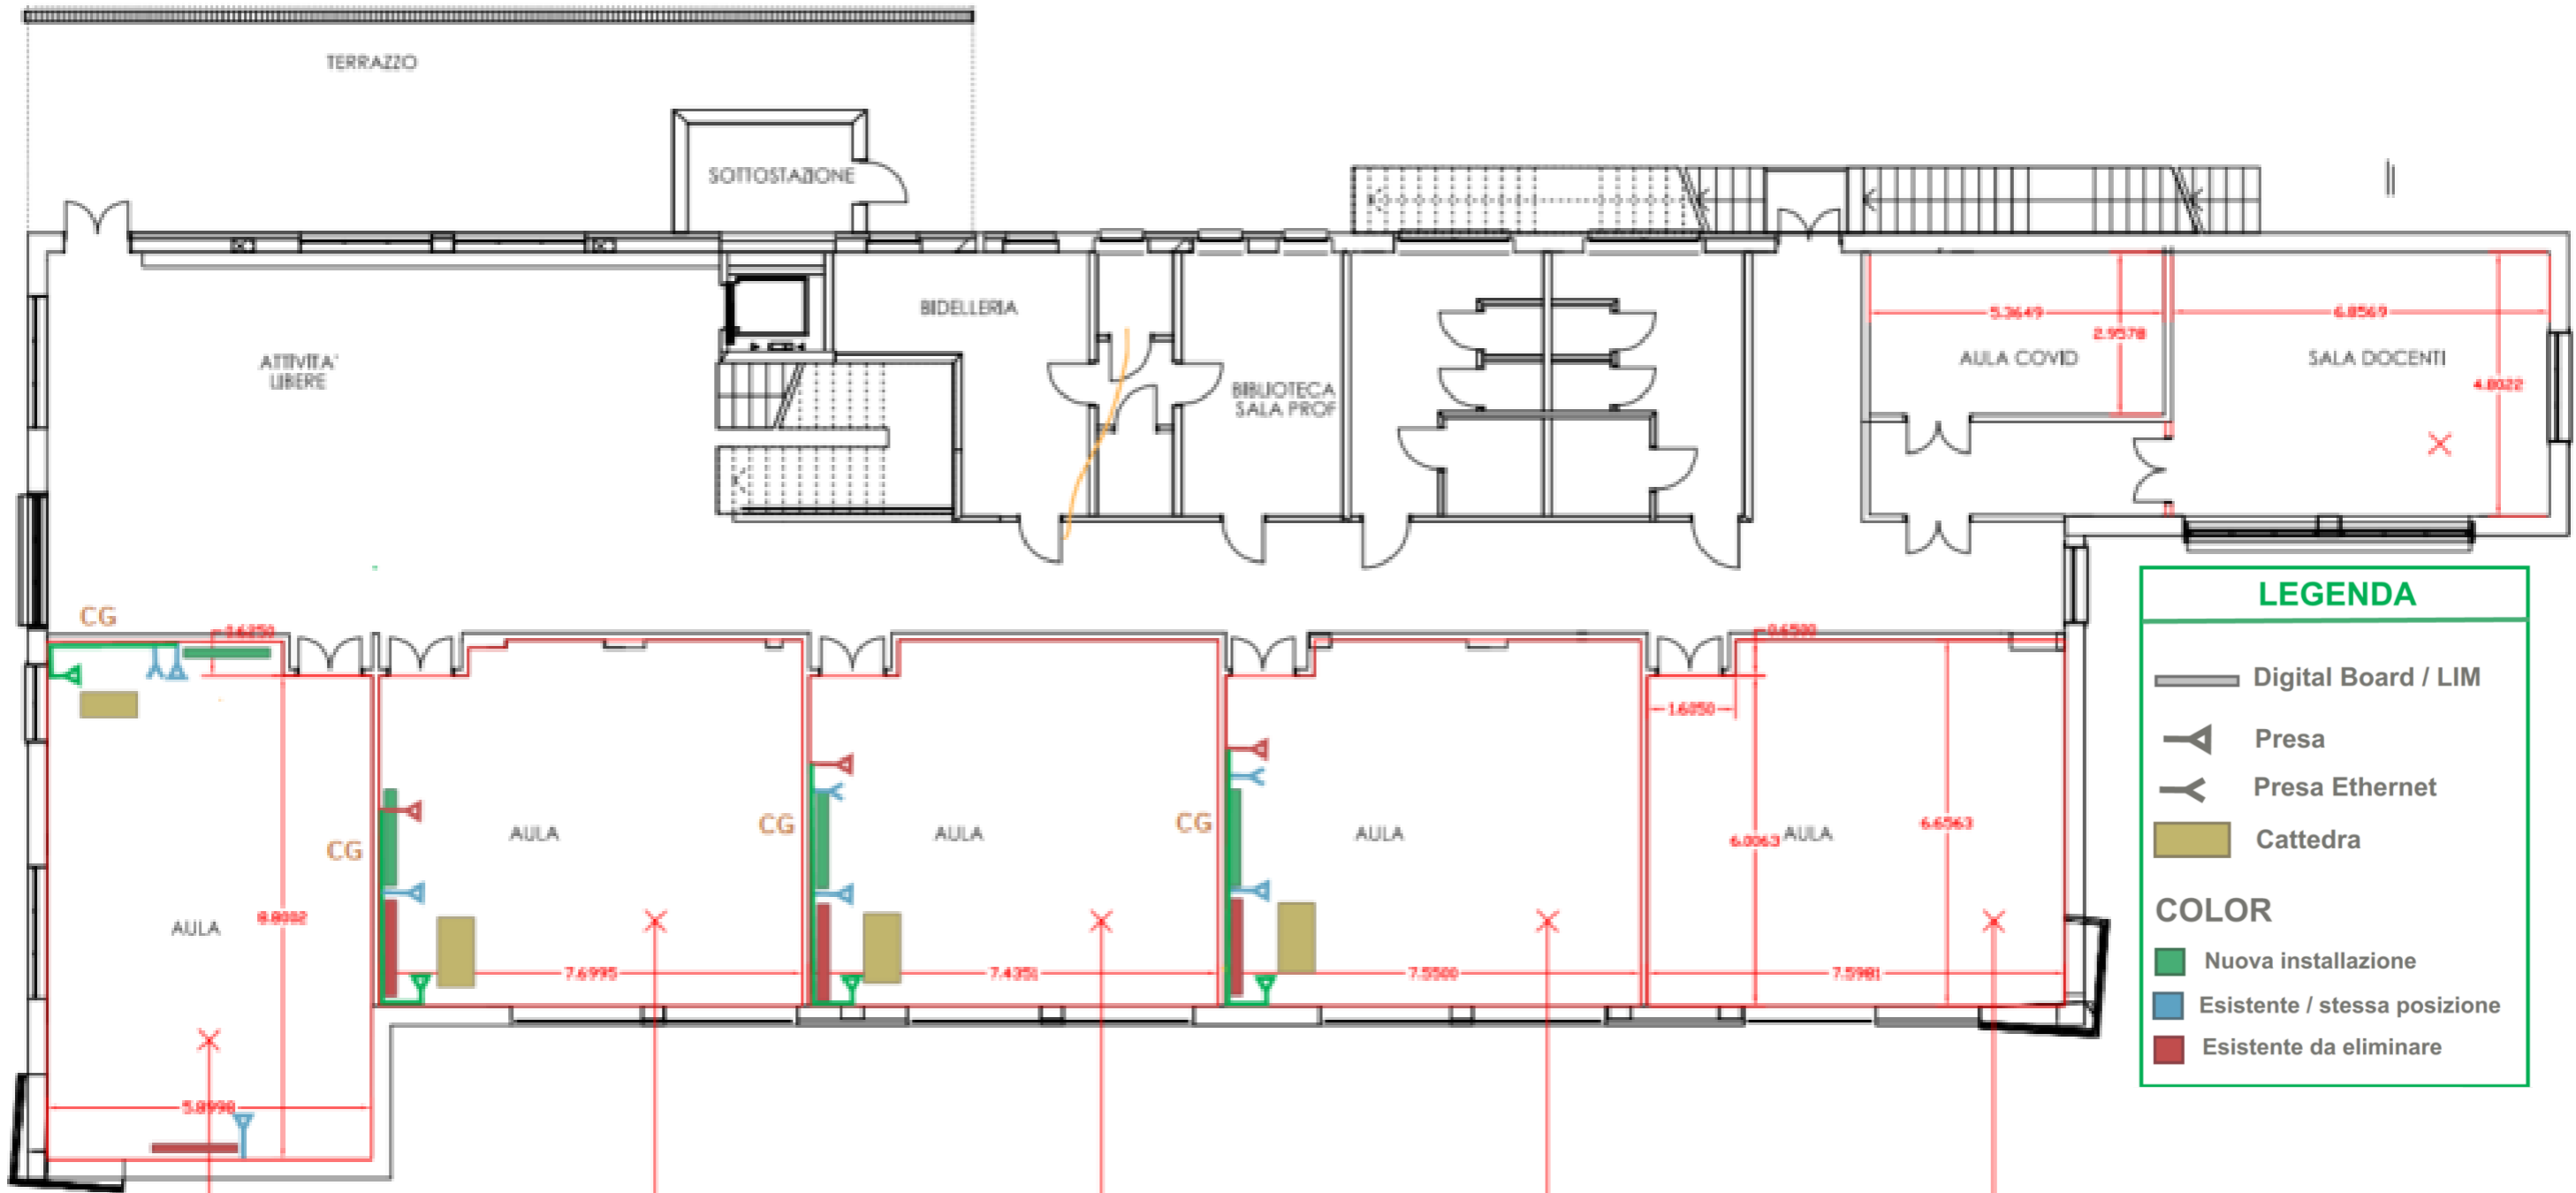 TERRAZZO
SOTTOSTAZIONE
BIDELLERIA
5.3649
6.8569
2.9578
ATTIVITA'
LIBERE
AULA COVID
SALA DOCENTI
4.8022
BIBLIOTECA
SALA PROF
CG
0.6500
1.6050
CG
AULA
CG
AULA
CG
AULA
6.0063
AULA
6.6563
AULA
8.8002
7.6995
7.4351
7.5500
7.5981
5.8998
LEGENDA
Digital Board / LIM
Presa
Presa Ethernet
Cattedra
COLOR
Nuova installazione
Esistente / stessa posizione
Esistente da eliminare